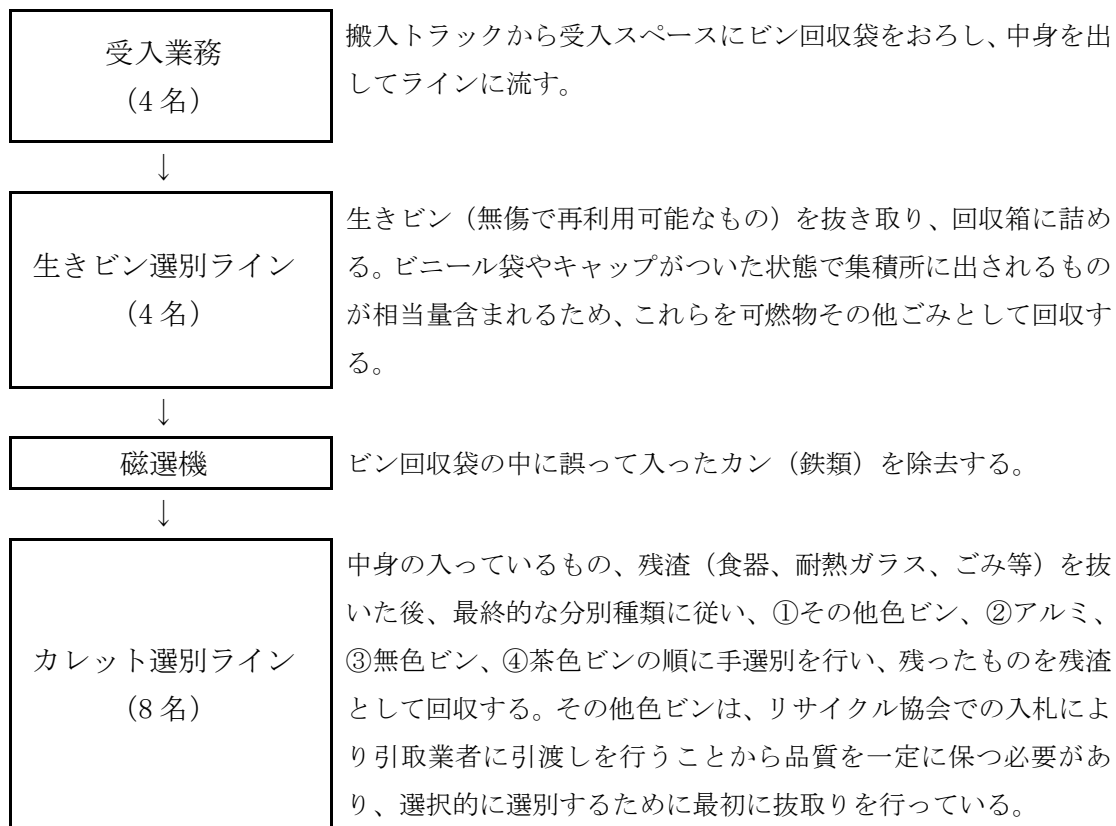 受入業務
（4 名）
搬入トラックから受入スペースにビン回収袋をおろし、中身を出
してラインに流す。
↓
生きビン選別ライン
（4 名）
生きビン（無傷で再利用可能なもの）を抜き取り、回収箱に詰め
る。ビニール袋やキャップがついた状態で集積所に出されるもの
が相当量含まれるため、これらを可燃物その他ごみとして回収す
る。
↓
磁選機
ビン回収袋の中に誤って入ったカン（鉄類）を除去する。
↓
カレット選別ライン
（8 名）
中身の入っているもの、残渣（食器、耐熱ガラス、ごみ等）を抜
いた後、最終的な分別種類に従い、①その他色ビン、②アルミ、
③無色ビン、④茶色ビンの順に手選別を行い、残ったものを残渣
として回収する。その他色ビンは、リサイクル協会での入札によ
り引取業者に引渡しを行うことから品質を一定に保つ必要があ
り、選択的に選別するために最初に抜取りを行っている。